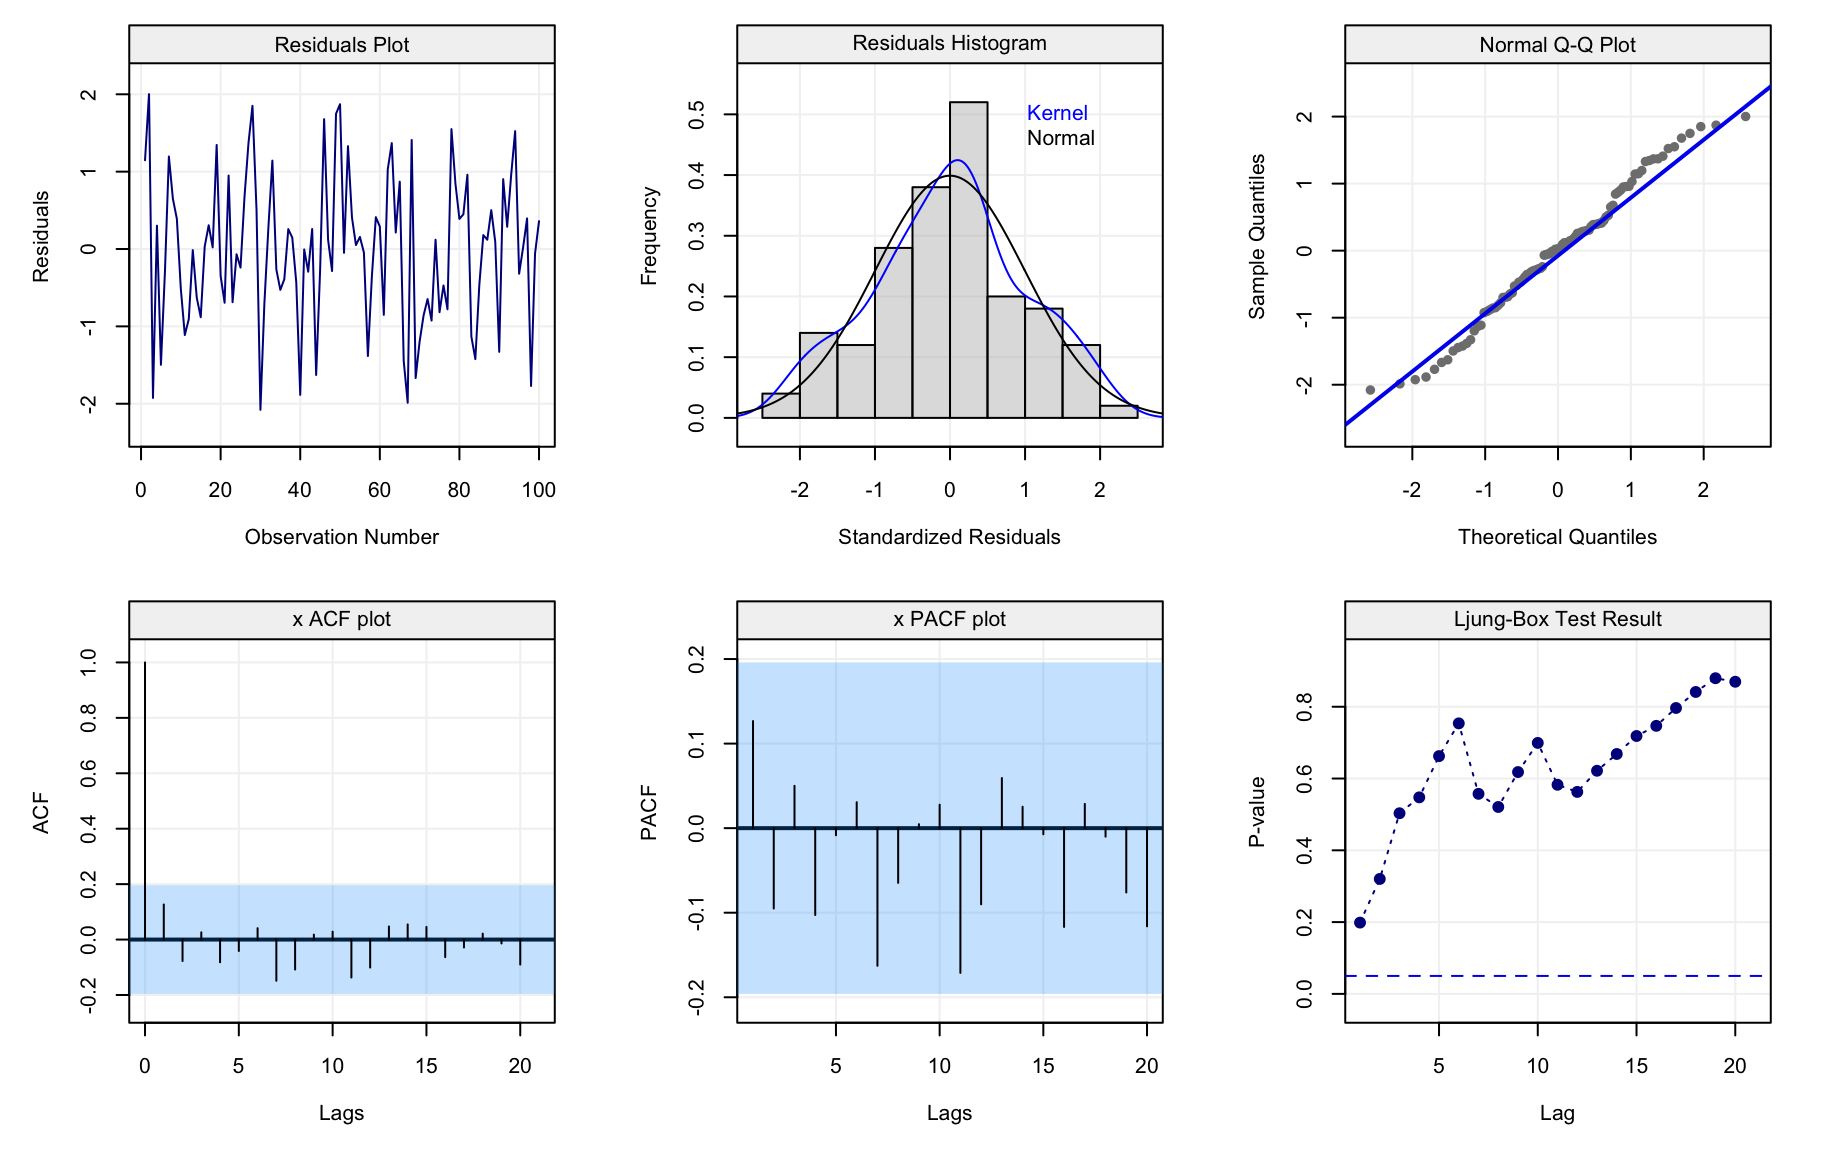 Residuals Plot
Residuals
2
1
0
-1
-2
0 20 40 60 80 100
Observation Number
Residuals Histogram
Frequency
0.5
0.4
0.3
0.2
0.1
0.0
Kernel
Normal
-2 -1 0 1 2
Standardized Residuals
Normal Q-Q Plot
Sample Quantiles
2
1
0
-1
-2
-2 -1 0 1 2
Theoretical Quantiles
x ACF plot
ACF
1.0
0.8
0.6
0.4
0.2
0.0
-0.2
0 5 10 15 20
Lags
x PACF plot
PACF
0.2
0.1
0.0
-0.1
-0.2
5 10 15 20
Lags
Ljung-Box Test Result
P-value
0.8
0.6
0.4
0.2
0.0
5 10 15 20
Lag